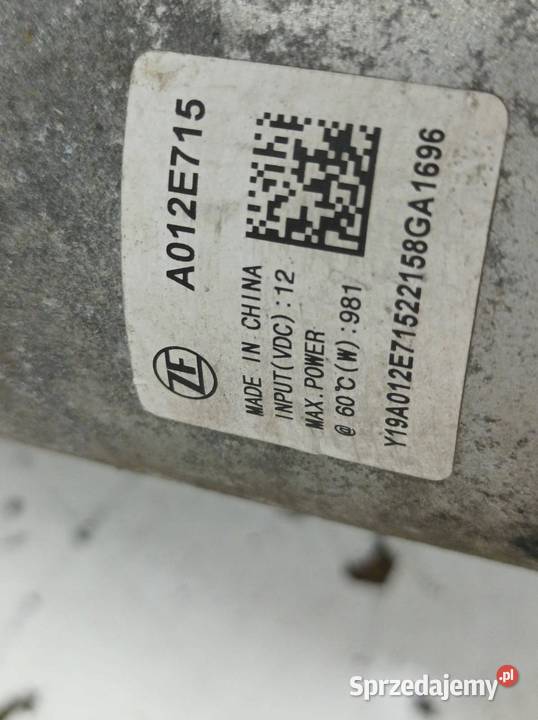 ZF A012E715
MADE IN CHINA
INPUT(VDC):12
MAX.POWER
@ 60℃(W):981
Y19A012E71522158GA1696
Sprzedajemy.pl